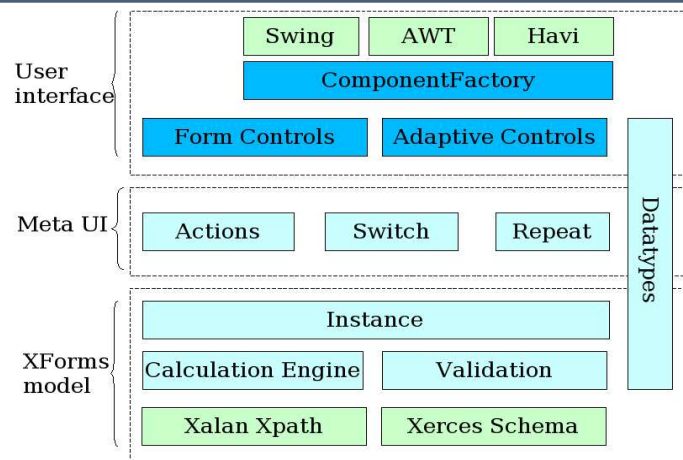 Swing
AWT
Havi
User
interface
ComponentFactory
Form Controls
Adaptive Controls
Datatypes
Meta UI
Actions
Switch
Repeat
Instance
XForms
model
Calculation Engine
Validation
Xalan Xpath
Xerces Schema